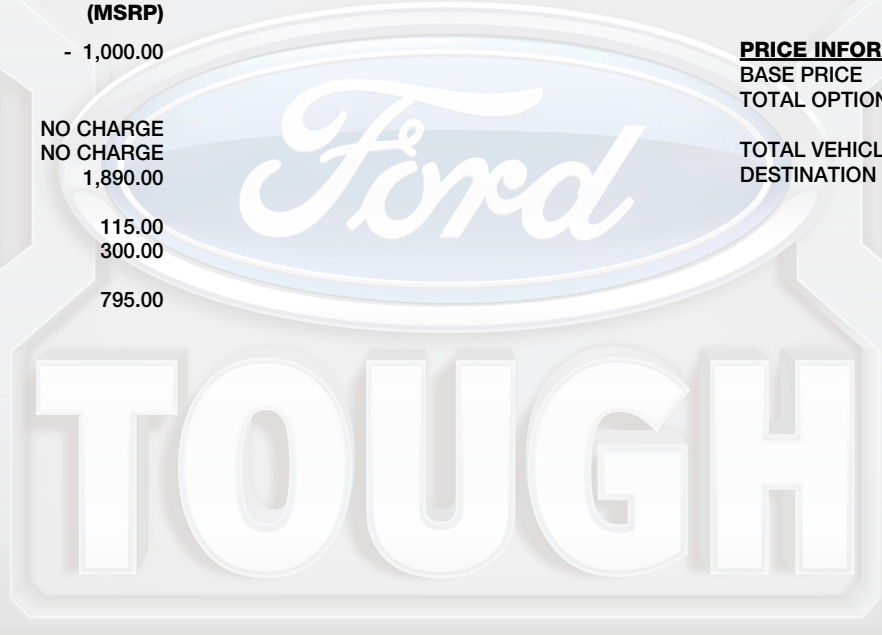 (MSRP)
- 1,000.00
NO CHARGE
NO CHARGE
1,890.00
115.00
300.00
795.00
PRICE INFOR
BASE PRICE
TOTAL OPTION
TOTAL VEHICL
DESTINATION
Ford
TOUGH